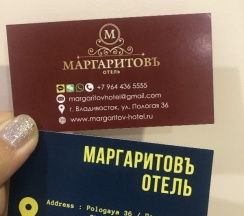 М
МАРГАРИТОВЪ
ОТЕЛЬ
+7 964 436 5555
margaritovhotel@gmail.com
г. Владивосток, ул. Пологая 36
www.margaritov-hotel.ru
МАРГАРИТОВЪ
ОТЕЛЬ
Address : Pologaya 36 /